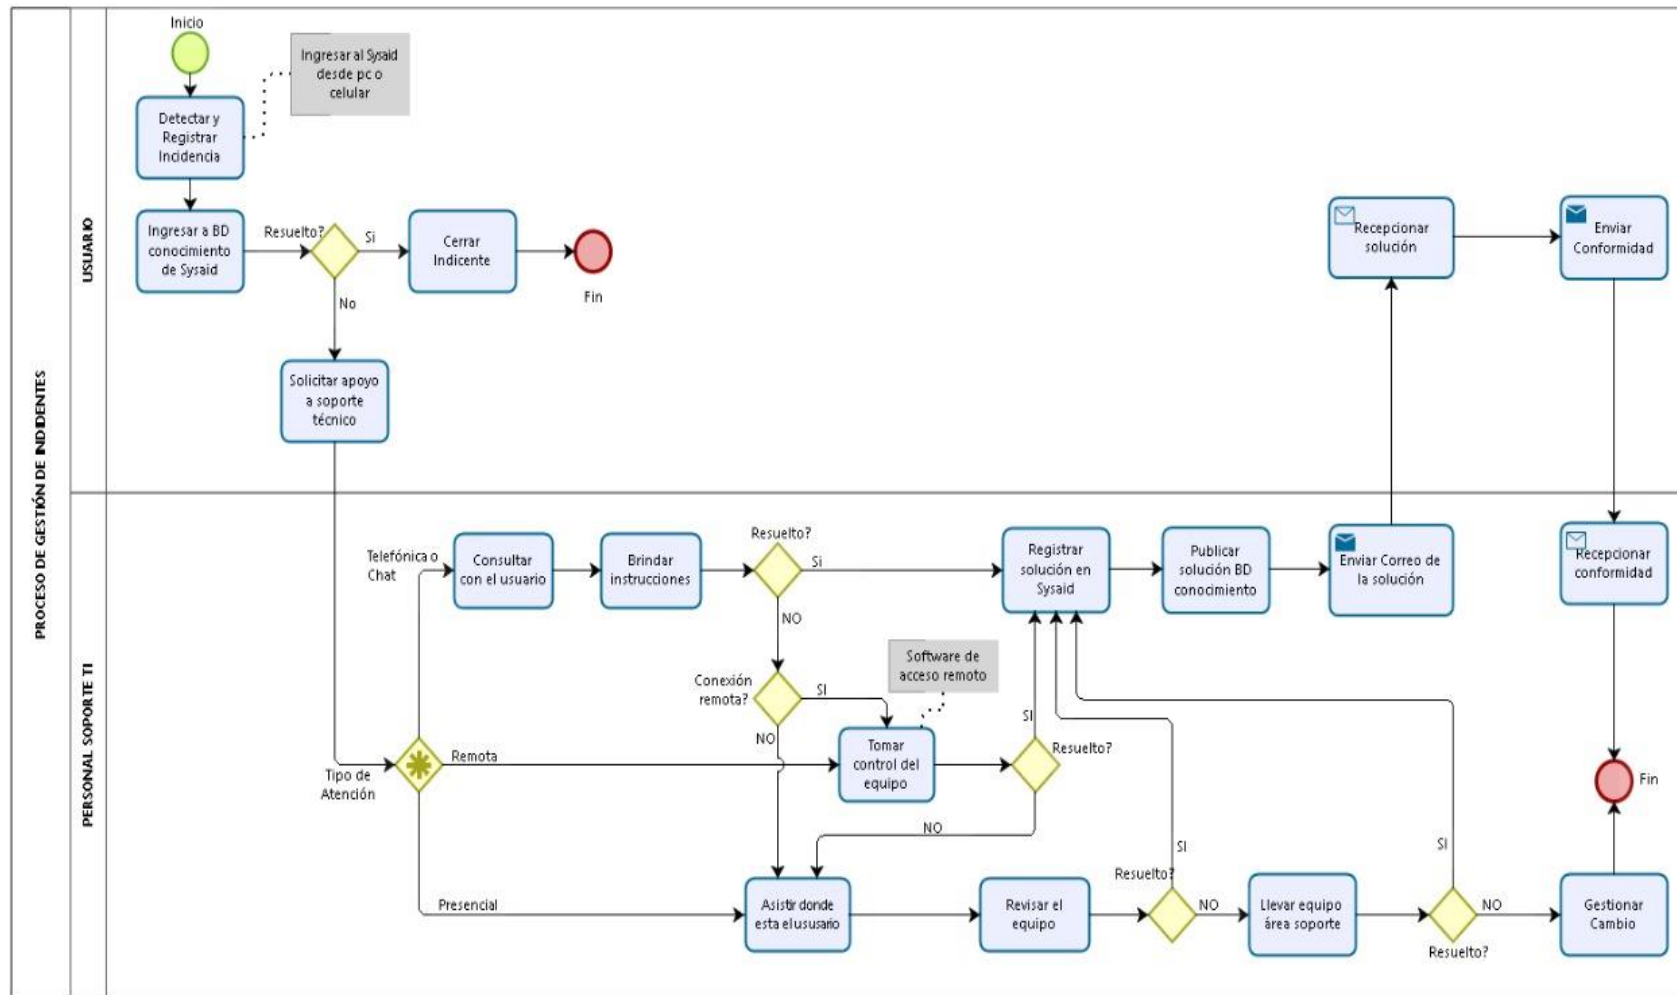 PROCESO DE GESTIÓN DE INDIDENTES
USUARIO
Inicio
Ingresar al Sysaid
desde pc o
celular
Detectar y
Registrar
Incidencia
Ingresar a BD
conocimiento
de Sysaid
Resuelto?
Si
Cerrar
Indicente
Fin
No
Solicitar apoyo
a soporte
técnico
Recepcionar
solución
Enviar
Conformidad
PERSONAL SOPORTE TI
Telefónica o
Chat
Consultar
con el usuario
Brindar
instrucciones
Resuelto?
Si
Registrar
solución en
Sysaid
Publicar
solución BD
conocimiento
Enviar Correo de
la solución
Recepcionar
conformidad
NO
Conexión
remota?
SI
Software de
acceso remoto
NO
Tipo de
Atención
Remota
Tomar
control del
equipo
SI
Resuelto?
NO
Fin
Presencial
Asistir donde
esta el ususario
Revisar el
equipo
Resuelto?
SI
NO
Llevar equipo
área soporte
SI
NO
Resuelto?
Gestionar
Cambio